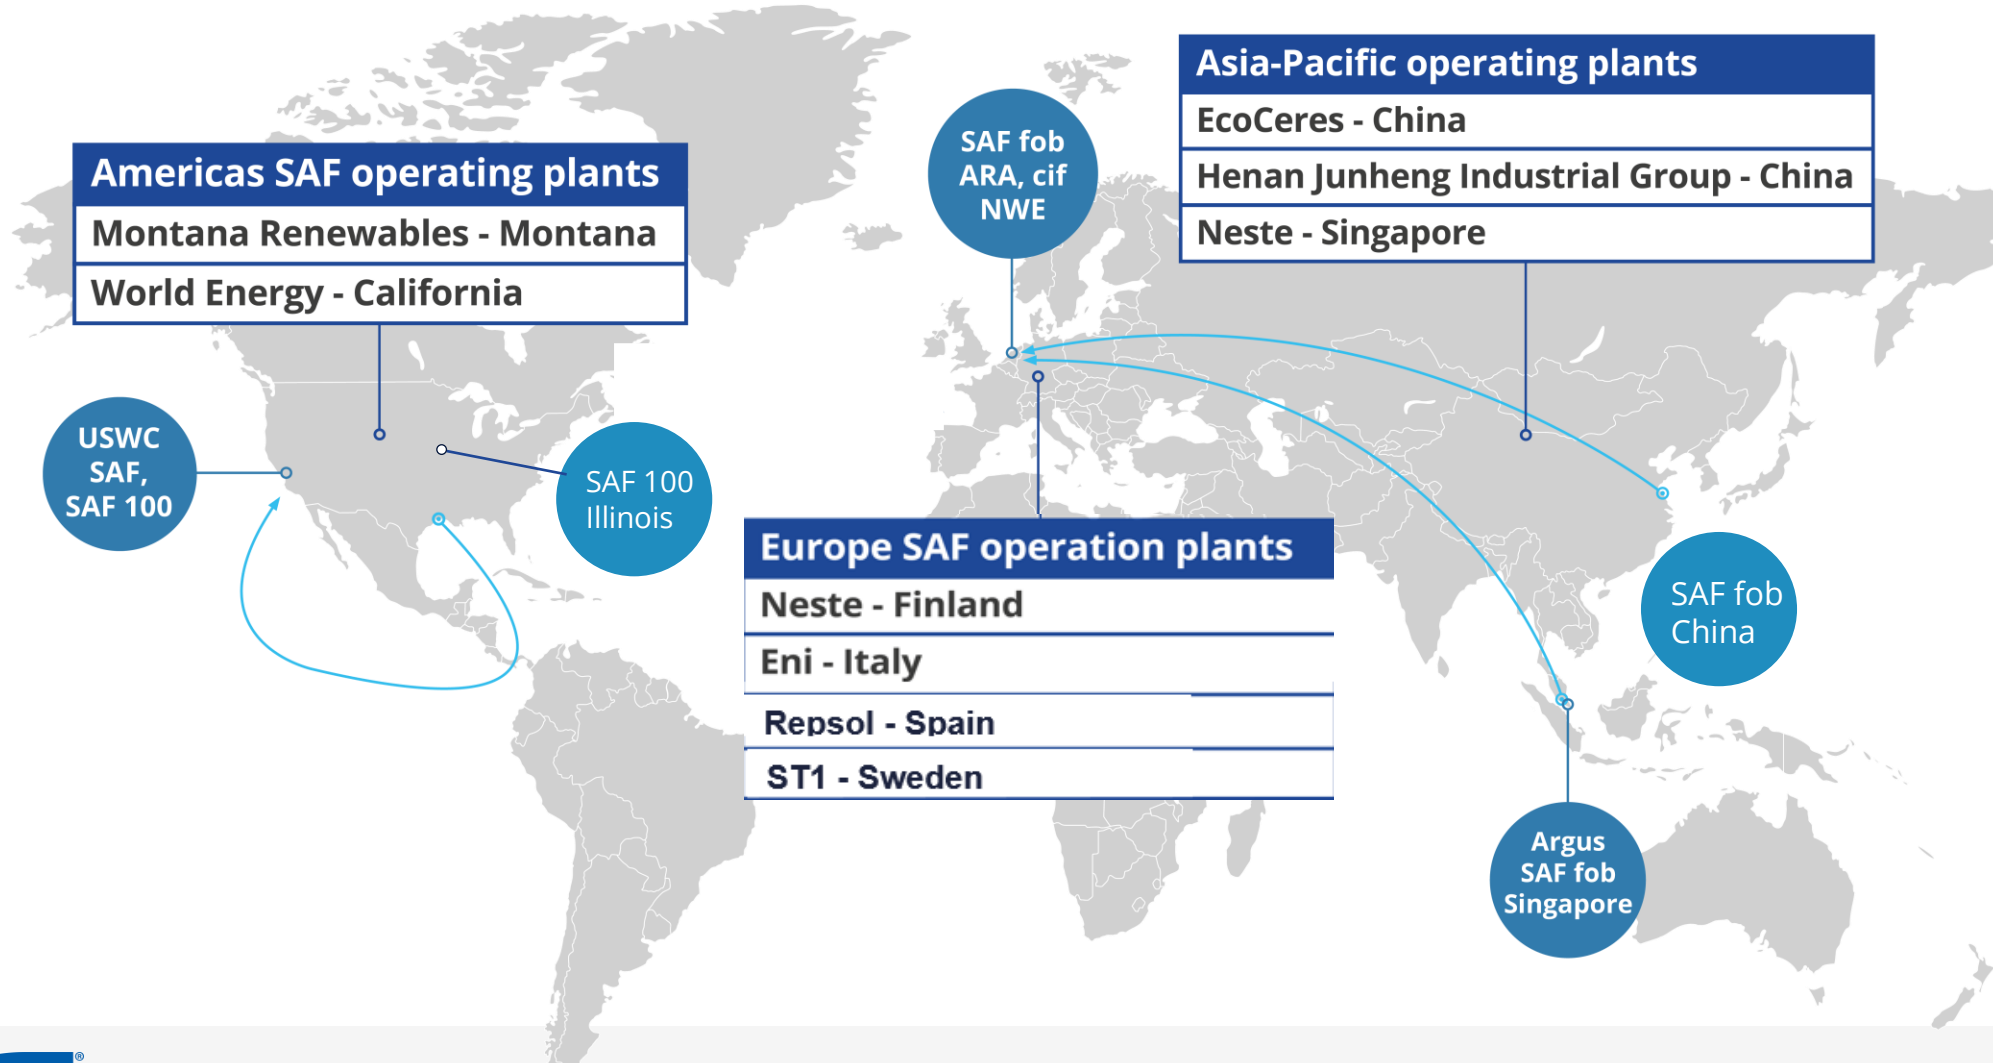 Americas SAF operating plants
Montana Renewables - Montana
World Energy - California
USWC
SAF,
SAF 100
SAF 100
Illinois
SAF fob
ARA, cif
NWE
Asia-Pacific operating plants
EcoCeres - China
Henan Junheng Industrial Group - China
Neste - Singapore
Europe SAF operation plants
Neste - Finland
Eni - Italy
Repsol - Spain
ST1 - Sweden
SAF fob
China
Argus
SAF fob
Singapore
®